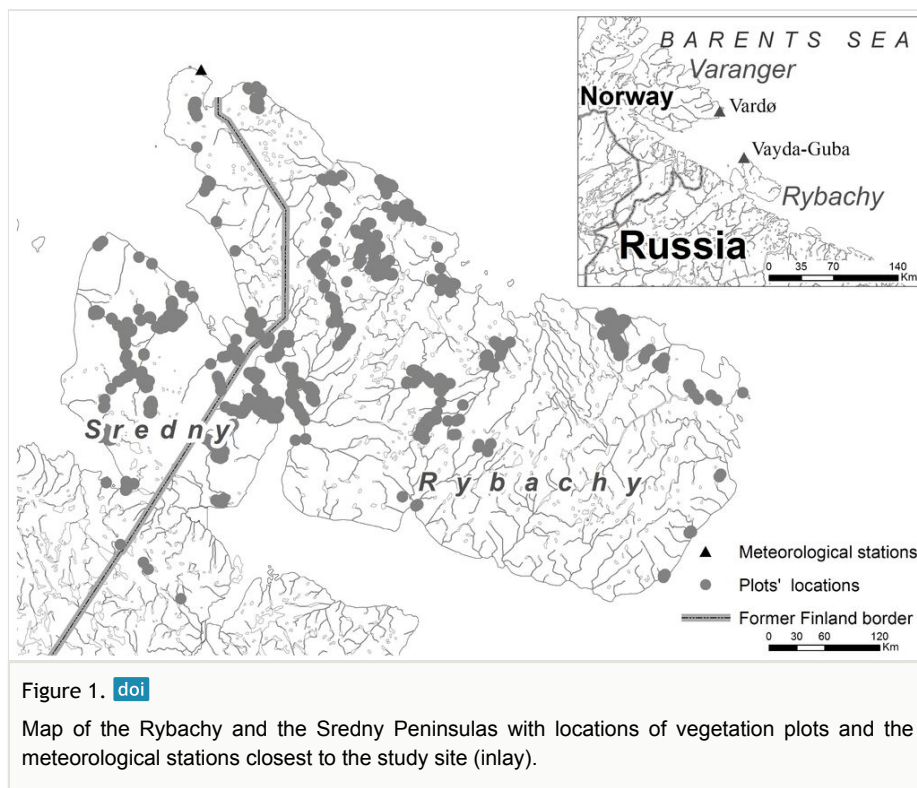 BARENTS SEA
Varanger
Norway
Vardø
Vayda-Guba
Rybachy
Russia
0 35 70 140
Km
Sredny
Rybachy
Meteorological stations
Plots' locations
Former Finland border
0 30 60 120
Km
Figure 1. doi
Map of the Rybachy and the Sredny Peninsulas with locations of vegetation plots and the
meteorological stations closest to the study site (inlay).